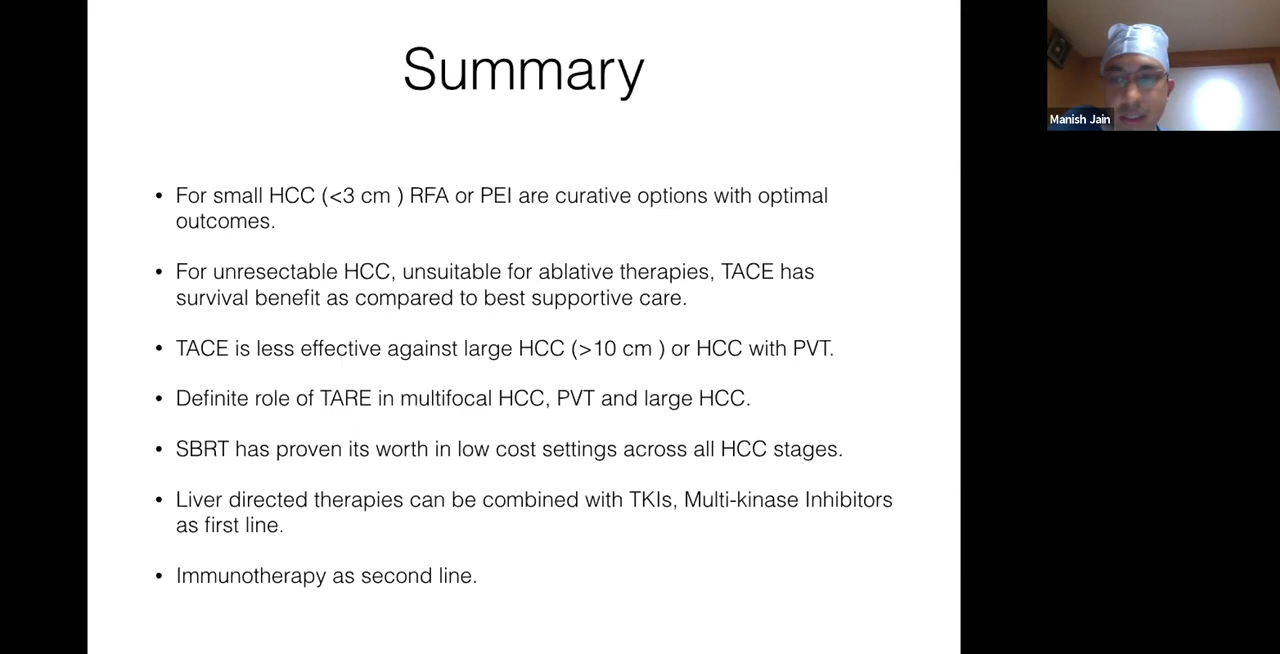 Summary
• For small HCC (<3 cm ) RFA or PEI are curative options with optimal
outcomes.
• For unresectable HCC, unsuitable for ablative therapies, TACE has
survival benefit as compared to best supportive care.
• TACE is less effective against large HCC (>10 cm ) or HCC with PVT.
• Definite role of TARE in multifocal HCC, PVT and large HCC.
• SBRT has proven its worth in low cost settings across all HCC stages.
• Liver directed therapies can be combined with TKIs, Multi-kinase Inhibitors
as first line.
• Immunotherapy as second line.
Manish Jain